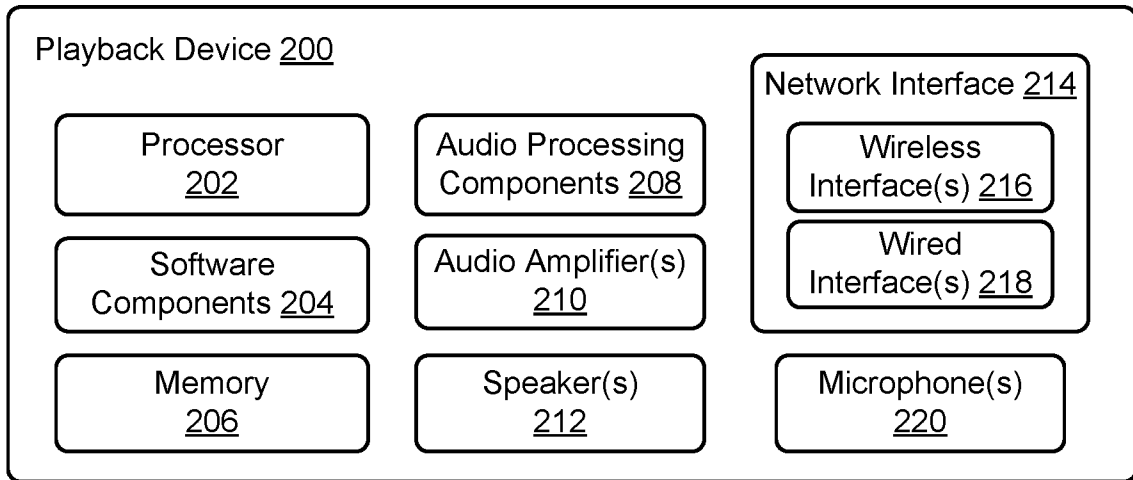 Playback Device 200
Processor
202
Software
Components 204
Memory
206
Audio Processing
Components 208
Audio Amplifier(s)
210
Speaker(s)
212
Network Interface 214
Wireless
Interface(s) 216
Wired
Interface(s) 218
Microphone(s)
220